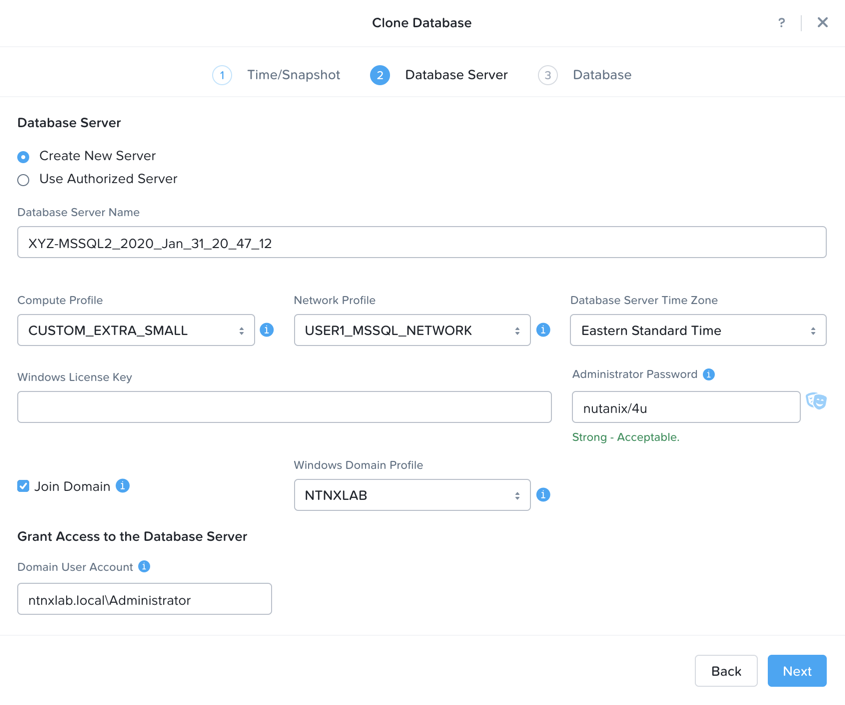 Clone Database
?
1 Time/Snapshot 2 Database Server 3 Database
Database Server
Create New Server
Use Authorized Server
Database Server Name
XYZ-MSSQL2_2020_Jan_31_20_47_12
Compute Profile Network Profile Database Server Time Zone
CUSTOM_EXTRA_SMALL USER1_MSSQL_NETWORK Eastern Standard Time
Windows License Key Administrator Password
nutanix/4u
Strong - Acceptable.
Windows Domain Profile
Join Domain NTNXLAB
Grant Access to the Database Server
Domain User Account
ntnxlab.local\Administrator
Back Next